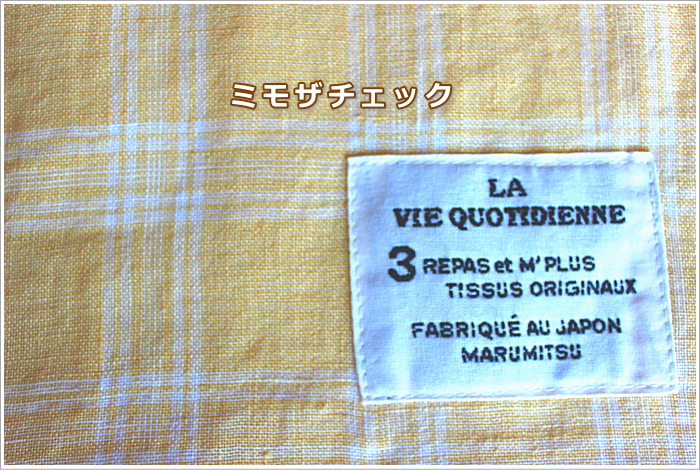 ミモザチェック
LA
VIE QUOTIDIENNE
3 REPAS et M' PLUS
TISSUS ORIGINAUX
FABRIQUÉ AU JAPON
MARUMITSU